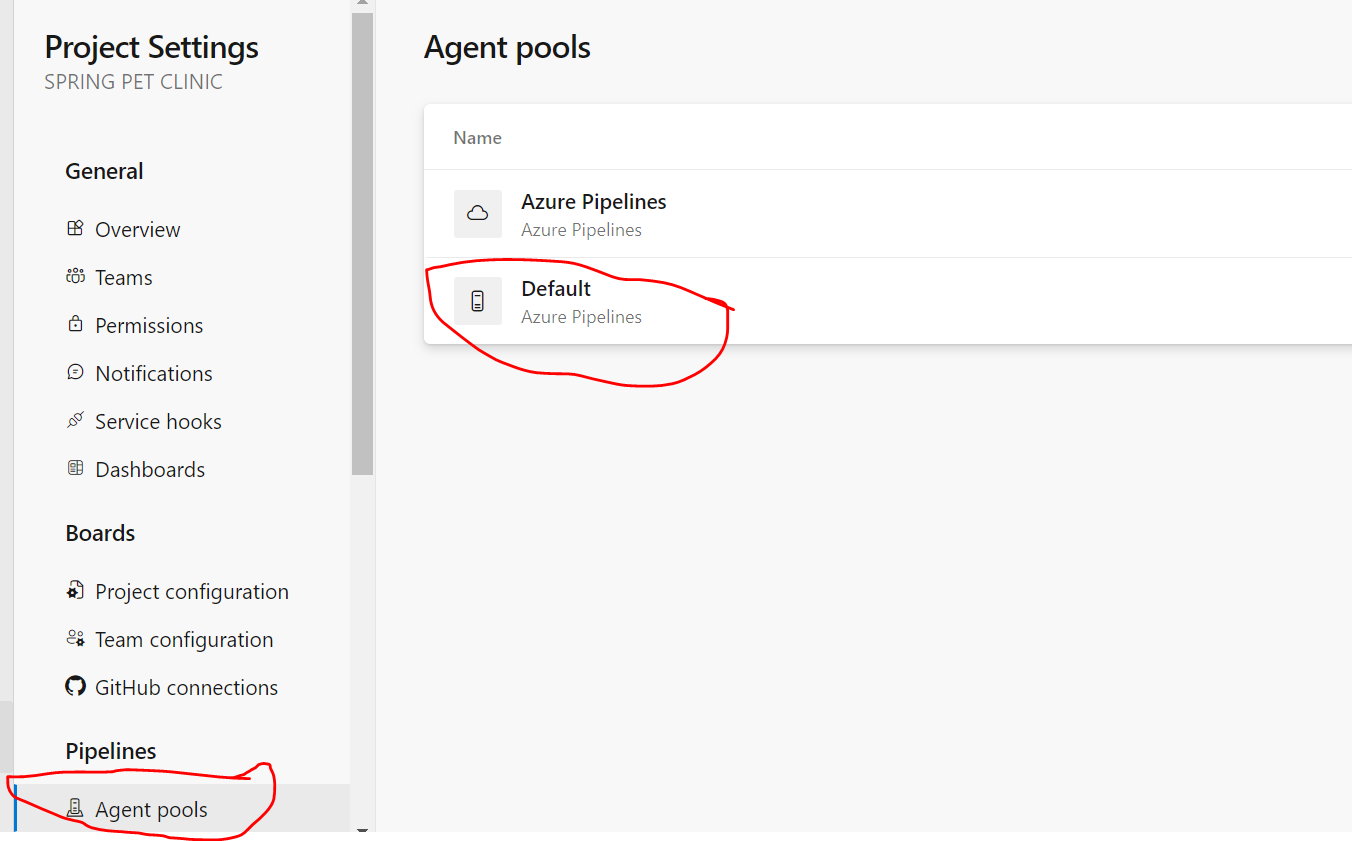 Project Settings
SPRING PET CLINIC
General
Overview
Teams
Permissions
Notifications
Service hooks
Dashboards
Boards
Project configuration
Team configuration
GitHub connections
Pipelines
Agent pools
Agent pools
Name
Azure Pipelines
Azure Pipelines
Default
Azure Pipelines